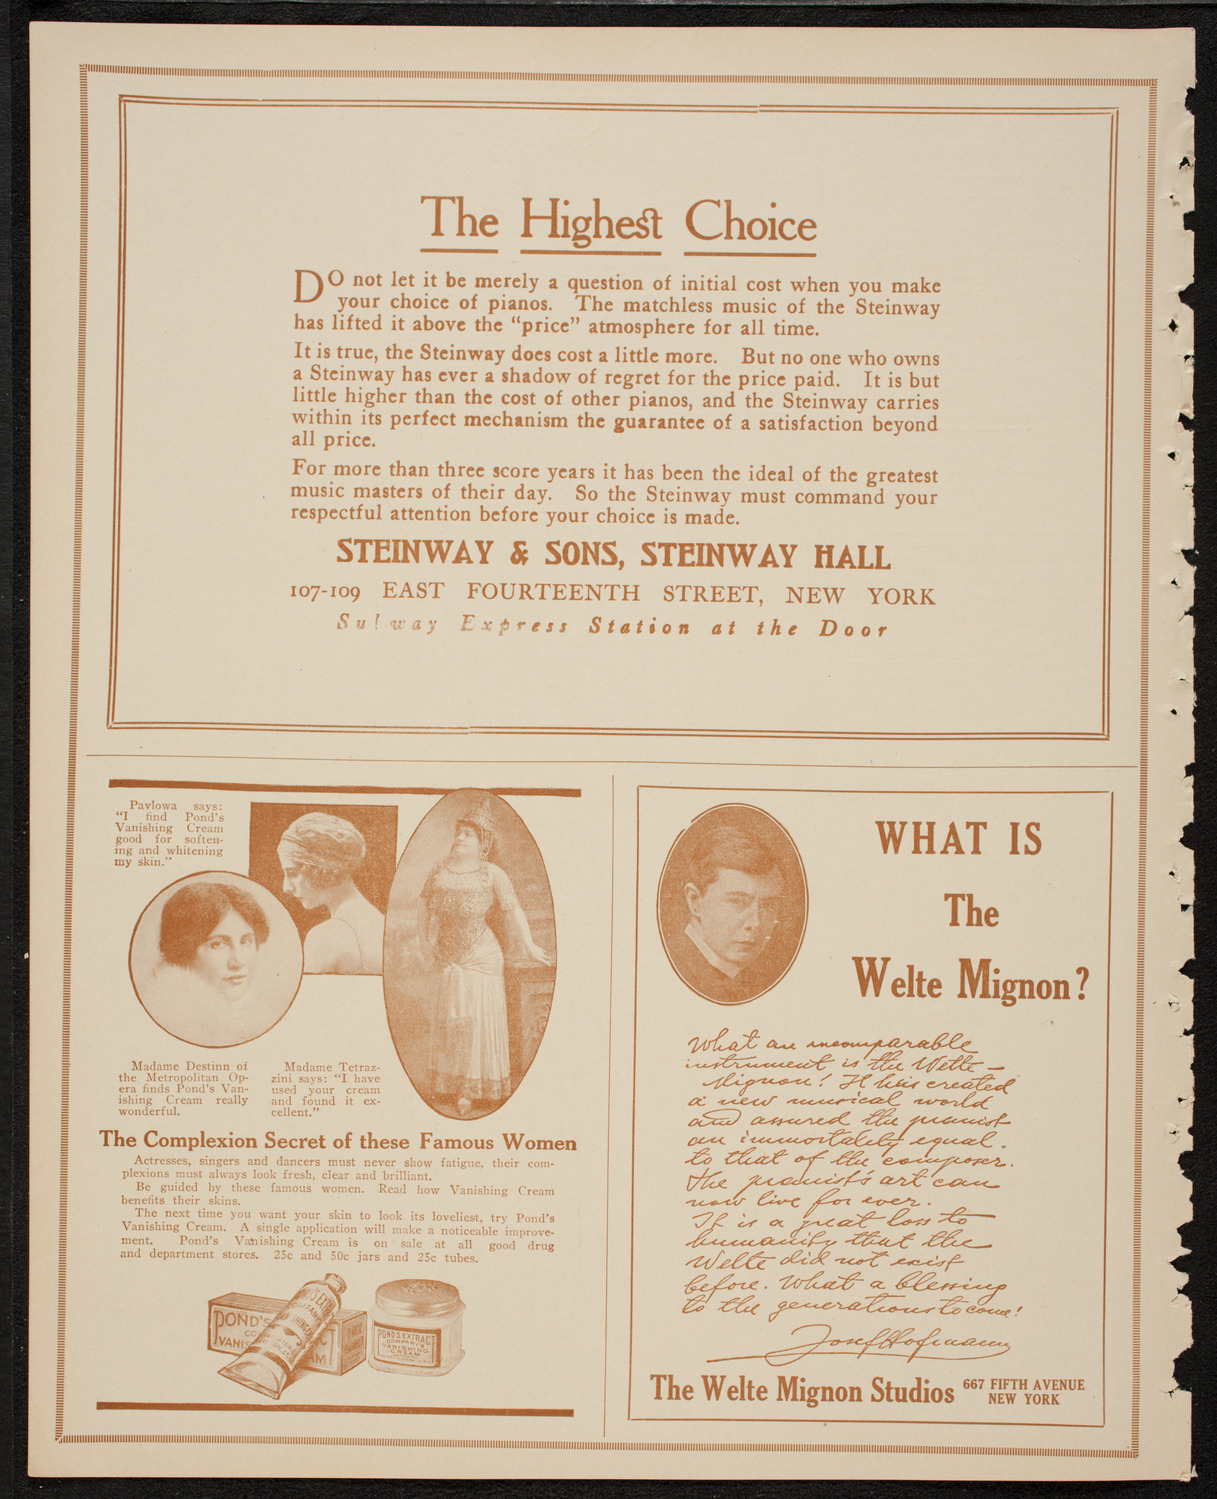 The Highest Choice
DO not let it be merely a question of initial cost when you make
your choice of pianos. The matchless music of the Steinway
has lifted it above the "price" atmosphere for all time.
It is true, the Steinway does cost a little more. But no one who owns
a Steinway has ever a shadow of regret for the price paid. It is but
little higher than the cost of other pianos, and the Steinway carries
within its perfect mechanism the guarantee of a satisfaction beyond
all price.
For more than three score years it has been the ideal of the greatest
music masters of their day. So the Steinway must command your
respectful attention before your choice is made.
STEINWAY & SONS, STEINWAY HALL
107-109 EAST FOURTEENTH STREET, NEW YORK
Subway Express Station at the Door
Pavlowa says:
"I find Pond's
Vanishing Cream
good for soften-
ing and whitening
my skin."
Madame Destinn of
the Metropolitan Op-
era finds Pond's Van-
ishing Cream really
wonderful.
Madame Tetraz-
zini says: "I have
used your cream
and found it ex-
cellent."
The Complexion Secret of these Famous Women
Actresses, singers and dancers must never show fatigue, their com-
plexions must always look fresh, clear and brilliant.
Be guided by these famous women. Read how Vanishing Cream
benefits their skins.
The next time you want your skin to look its loveliest, try Pond's
Vanishing Cream. A single application will make a noticeable improve-
ment. Pond's Vanishing Cream is on sale at all good drug
and department stores. 25c and 50c jars and 25c tubes.
POND'S
VANIS
POND'S EXTRACT
COMPANY'S
VANISHING
CREAM
WHAT IS
The
Welte Mignon?
What an incomparable
instrument is the Welte-
Mignon! It has created
a new musical world
and assured the pianist
an immortality equal
to that of the composer.
The pianist's art can
now live for ever.
It is a great loss to
humanity that the
Welte did not exist
before. What a blessing
to the generations to come!
Josef Hofmann
The Welte Mignon Studios 667 FIFTH AVENUE
NEW YORK